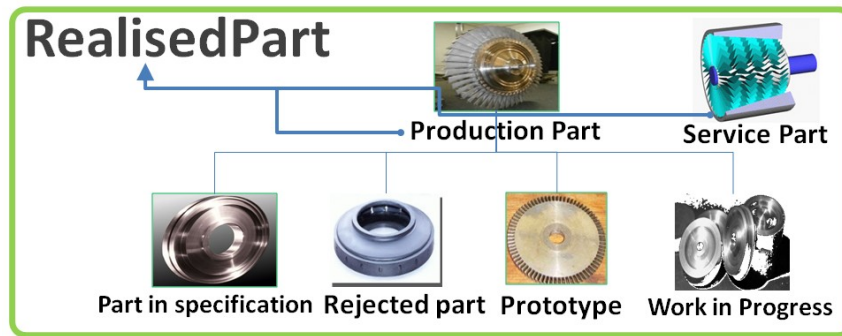 RealisedPart
Production Part
Service Part
Part in specification
Rejected part
Prototype
Work in Progress